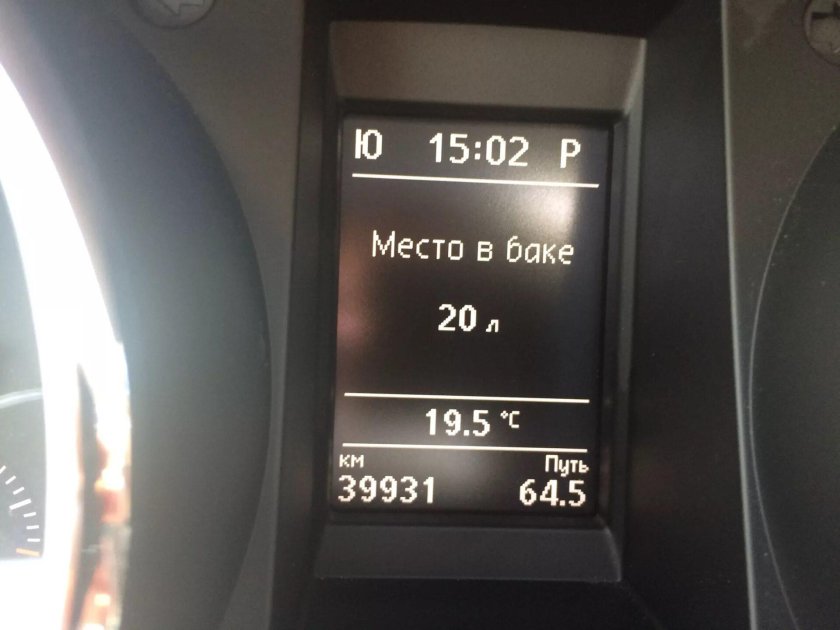 Ю 15:02 P
Место в баке
20 л
19.5 °C
км Путь
39931 64.5